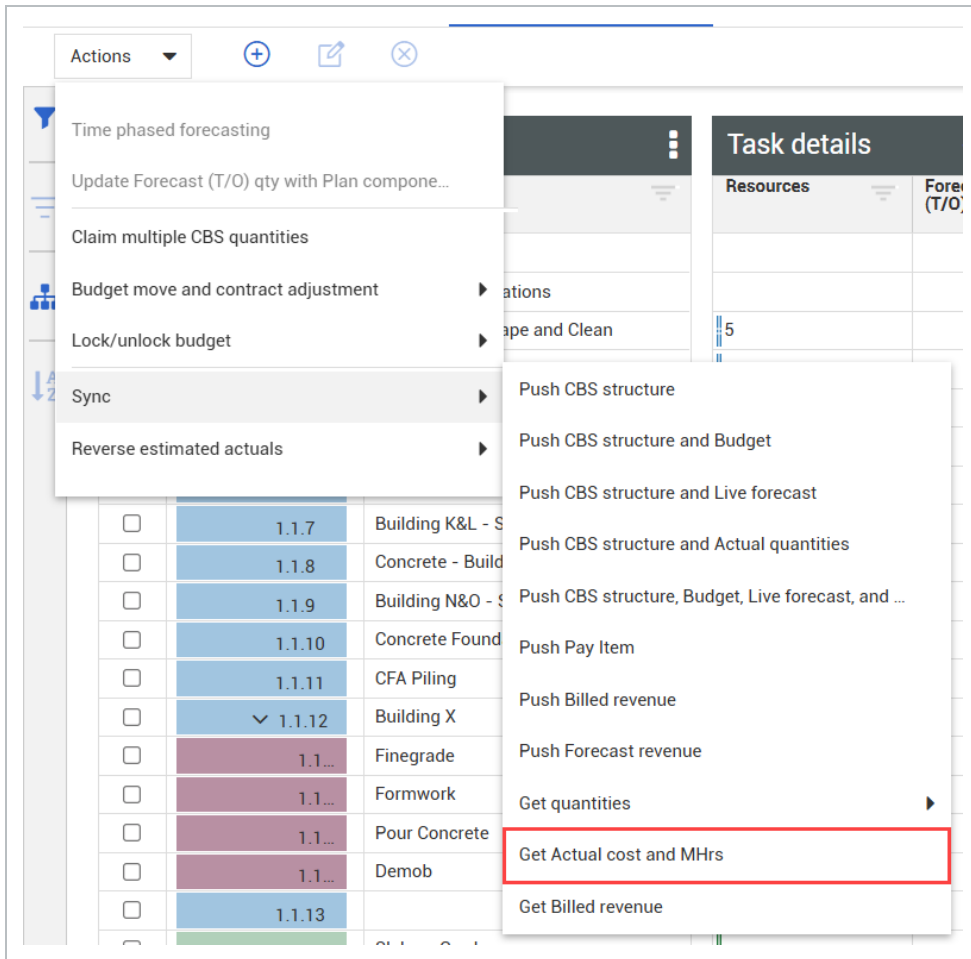 Actions
Time phased forecasting
Update Forecast (T/O) qty with Plan compone...
Claim multiple CBS quantities
Budget move and contract adjustment
Lock/unlock budget
Sync
Reverse estimated actuals
Task details
Resources
Fore
(T/O)
ations
ape and Clean
5
Push CBS structure
Push CBS structure and Budget
Push CBS structure and Live forecast
Push CBS structure and Actual quantities
Push CBS structure, Budget, Live forecast, and ...
Push Pay Item
Push Billed revenue
Push Forecast revenue
Get quantities
Get Actual cost and MHrs
Get Billed revenue
1.1.7 Building K&L - S
1.1.8 Concrete - Build
1.1.9 Building N&O - S
1.1.10 Concrete Found
1.1.11 CFA Piling
1.1.12 Building X
1.1... Finegrade
1.1... Formwork
1.1... Pour Concrete
1.1... Demob
1.1.13